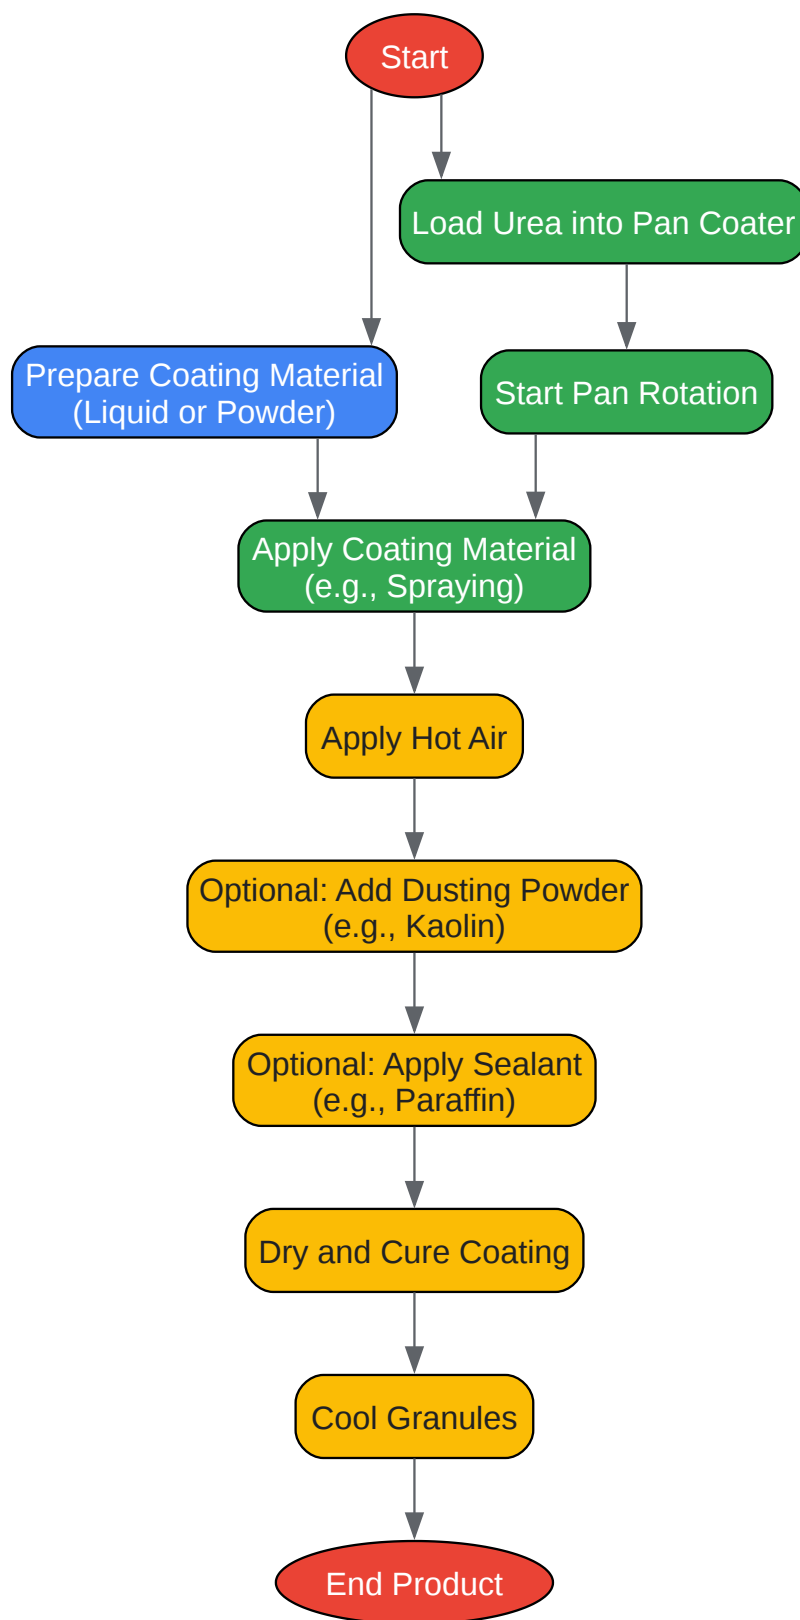 Start
Load Urea into Pan Coater
Prepare Coating Material
(Liquid or Powder)
Start Pan Rotation
Apply Coating Material
(e.g., Spraying)
Apply Hot Air
Optional: Add Dusting Powder
(e.g., Kaolin)
Optional: Apply Sealant
(e.g., Paraffin)
Dry and Cure Coating
Cool Granules
End Product